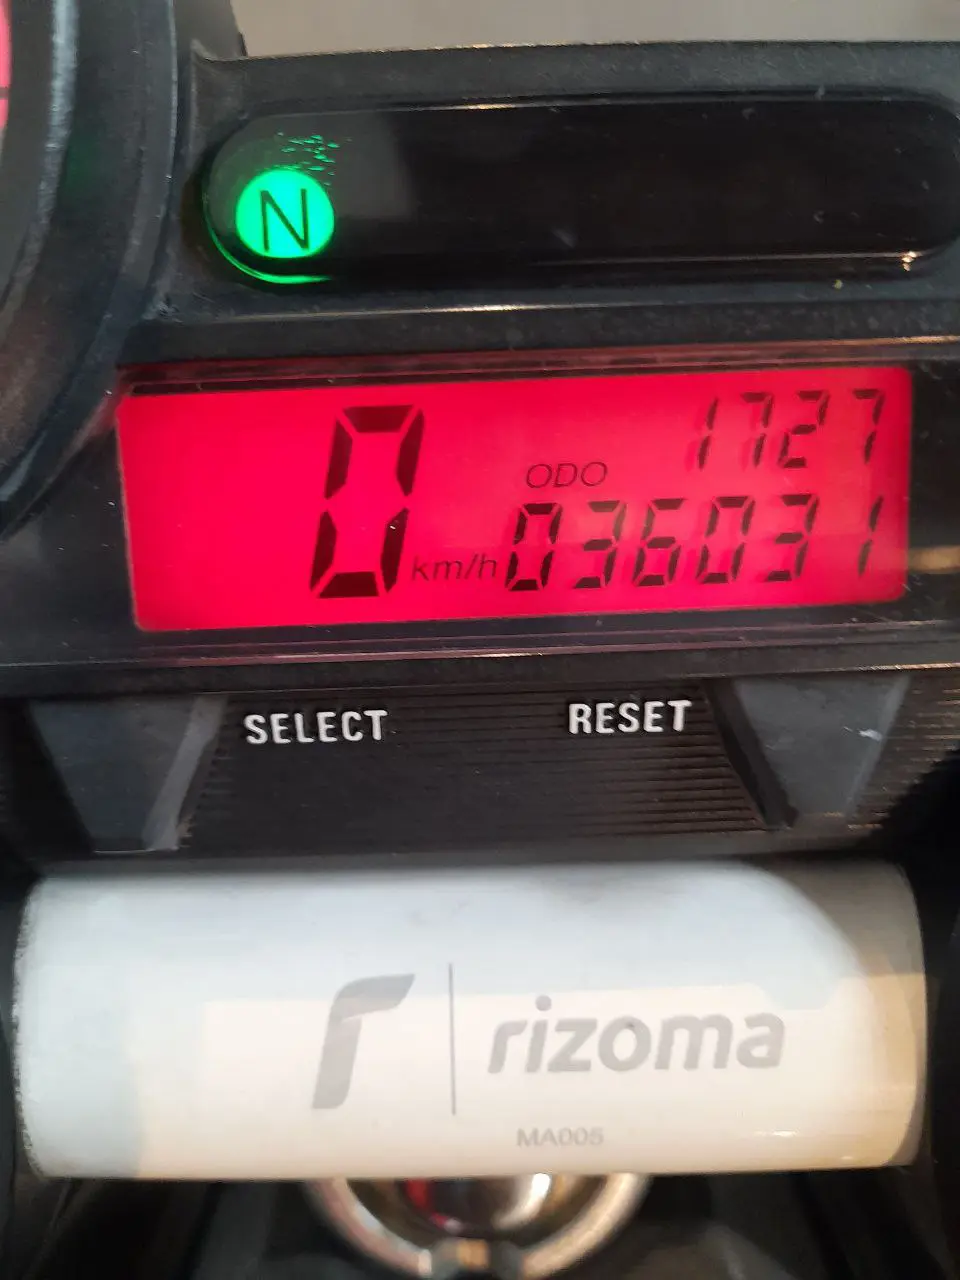 N
1727
ODO
0 km/h 036031
SELECT RESET
r | rizoma
MA005